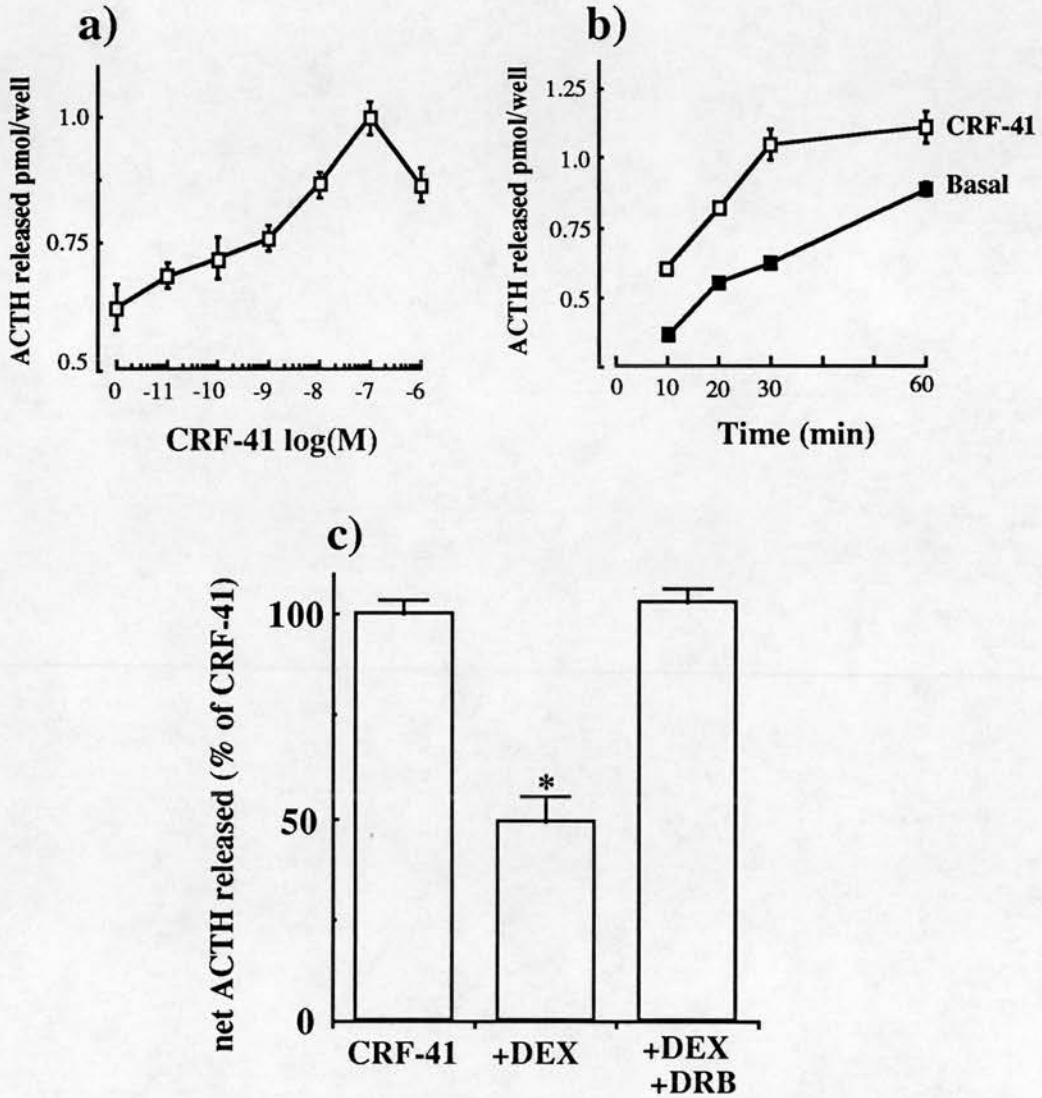 a)
ACTH released pmol/well
1.0
0.75
0.5
0 -11 -10 -9 -8 -7 -6
CRF-41 log(M)
b)
ACTH released pmol/well
1.25
1.0
0.75
0.5
CRF-41
Basal
0 10 20 30 60
Time (min)
c)
net ACTH released (% of CRF-41)
100
50
0
*
CRF-41 +DEX +DEX
+DRB